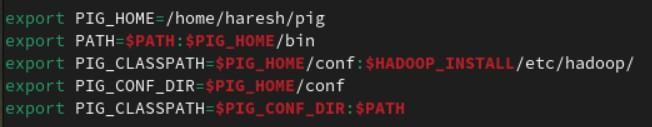 export PIG_HOME=/home/haresh/pig
export PATH=$PATH:$PIG_HOME/bin
export PIG_CLASSPATH=$PIG_HOME/conf:$HADOOP_INSTALL/etc/hadoop/
export PIG_CONF_DIR=$PIG_HOME/conf
export PIG_CLASSPATH=$PIG_CONF_DIR:$PATH